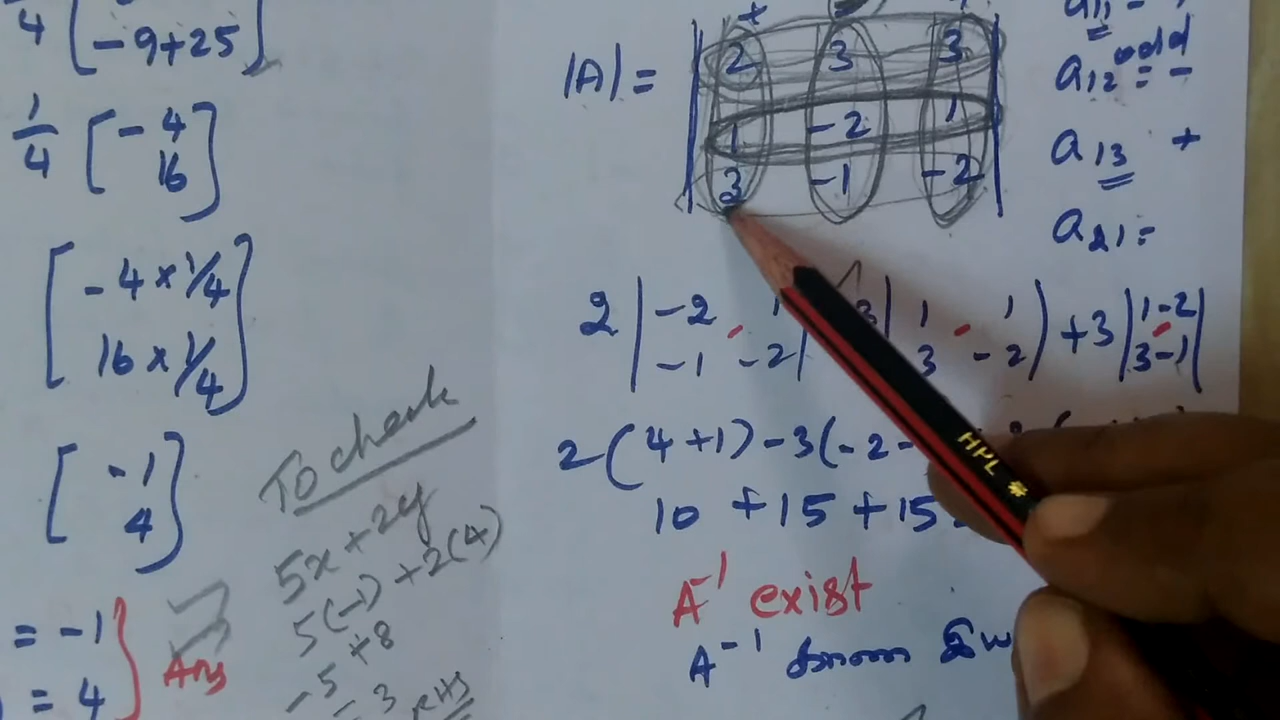 4 [ -9+25 ]
1/4 [ -4
16 ]
[ -4 × 1/4
16 × 1/4 ]
[ -1
4 ]
= -1
= 4 } Ans
To check
5x + 2y
5(-1) + 2(4)
-5 + 8
= 3 RHS
|A| = | 2 3 3
1 -2 1
3 -1 -2 |
a11 -
a12 = - odd
a13 +
a21 =
2 | -2 1
-1 -2 | 3 | 1 1
3 -2 | +3 | 1 -2
3 -1 |
2 ( 4 +1) - 3(-2 -
10 + 15 + 15
A-1 exist
A-1 காண
HPL